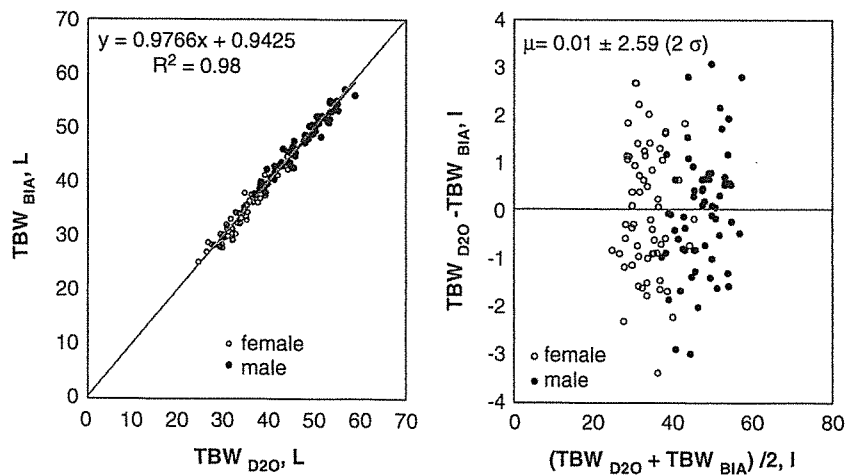 y = 0.9766x + 0.9425
R² = 0.98
70
60
50
40
30
20
10
0
TBW BIA, L
female
male
0 10 20 30 40 50 60 70
TBW D2O, L
μ= 0.01 ± 2.59 (2 σ)
4
3
2
1
0
-1
-2
-3
-4
TBW D2O -TBW BIA, l
female
male
0 20 40 60 80
(TBW D2O + TBW BIA) /2, l